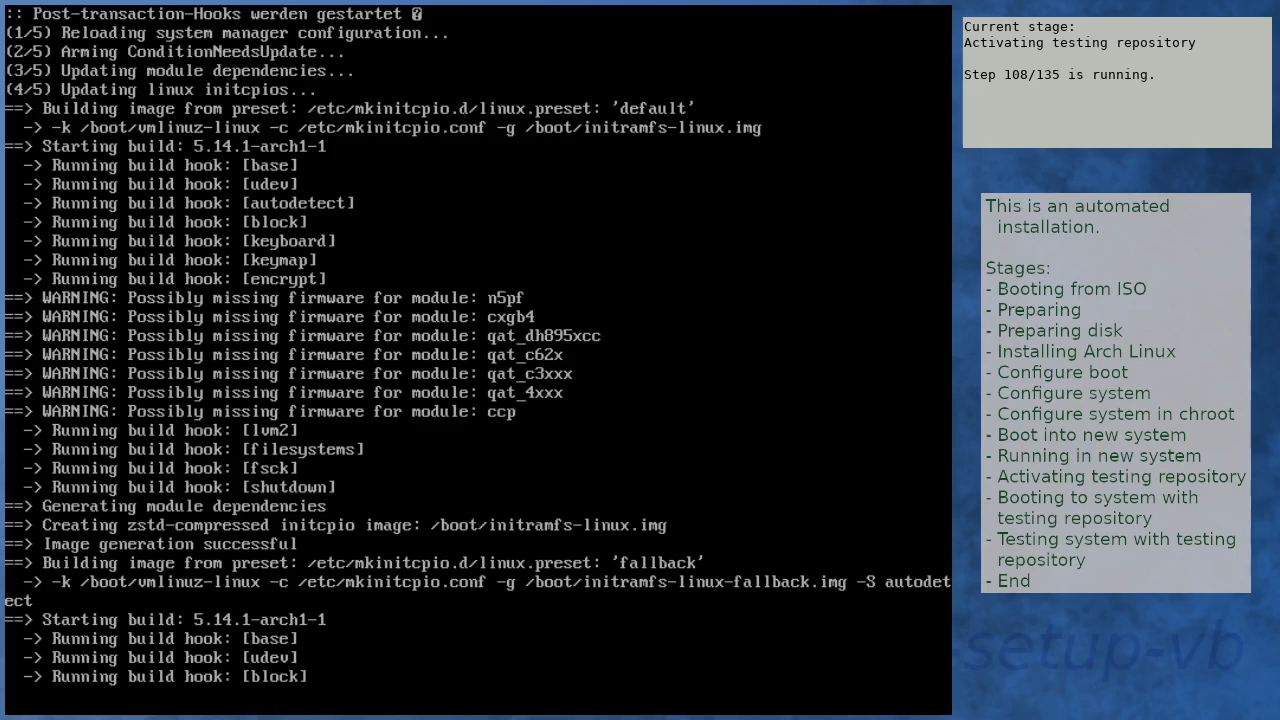 :: Post-transaction-Hooks werden gestartet �
(1/5) Reloading system manager configuration...
(2/5) Arming ConditionNeedsUpdate...
(3/5) Updating module dependencies...
(4/5) Updating linux initcpios...
==> Building image from preset: /etc/mkinitcpio.d/linux.preset: 'default'
  -> -k /boot/vmlinuz-linux -c /etc/mkinitcpio.conf -g /boot/initramfs-linux.img
==> Starting build: 5.14.1-arch1-1
  -> Running build hook: [base]
  -> Running build hook: [udev]
  -> Running build hook: [autodetect]
  -> Running build hook: [block]
  -> Running build hook: [keyboard]
  -> Running build hook: [keymap]
  -> Running build hook: [encrypt]
==> WARNING: Possibly missing firmware for module: n5pf
==> WARNING: Possibly missing firmware for module: cxgb4
==> WARNING: Possibly missing firmware for module: qat_dh895xcc
==> WARNING: Possibly missing firmware for module: qat_c62x
==> WARNING: Possibly missing firmware for module: qat_c3xxx
==> WARNING: Possibly missing firmware for module: qat_4xxx
==> WARNING: Possibly missing firmware for module: ccp
  -> Running build hook: [lvm2]
  -> Running build hook: [filesystems]
  -> Running build hook: [fsck]
  -> Running build hook: [shutdown]
==> Generating module dependencies
==> Creating zstd-compressed initcpio image: /boot/initramfs-linux.img
==> Image generation successful
==> Building image from preset: /etc/mkinitcpio.d/linux.preset: 'fallback'
  -> -k /boot/vmlinuz-linux -c /etc/mkinitcpio.conf -g /boot/initramfs-linux-fallback.img -S autodet
ect
==> Starting build: 5.14.1-arch1-1
  -> Running build hook: [base]
  -> Running build hook: [udev]
  -> Running build hook: [block]
Current stage:
Activating testing repository
Step 108/135 is running.
This is an automated
installation.
Stages:
- Booting from ISO
- Preparing
- Preparing disk
- Installing Arch Linux
- Configure boot
- Configure system
- Configure system in chroot
- Boot into new system
- Running in new system
- Activating testing repository
- Booting to system with
testing repository
- Testing system with testing
repository
- End
setup-vb